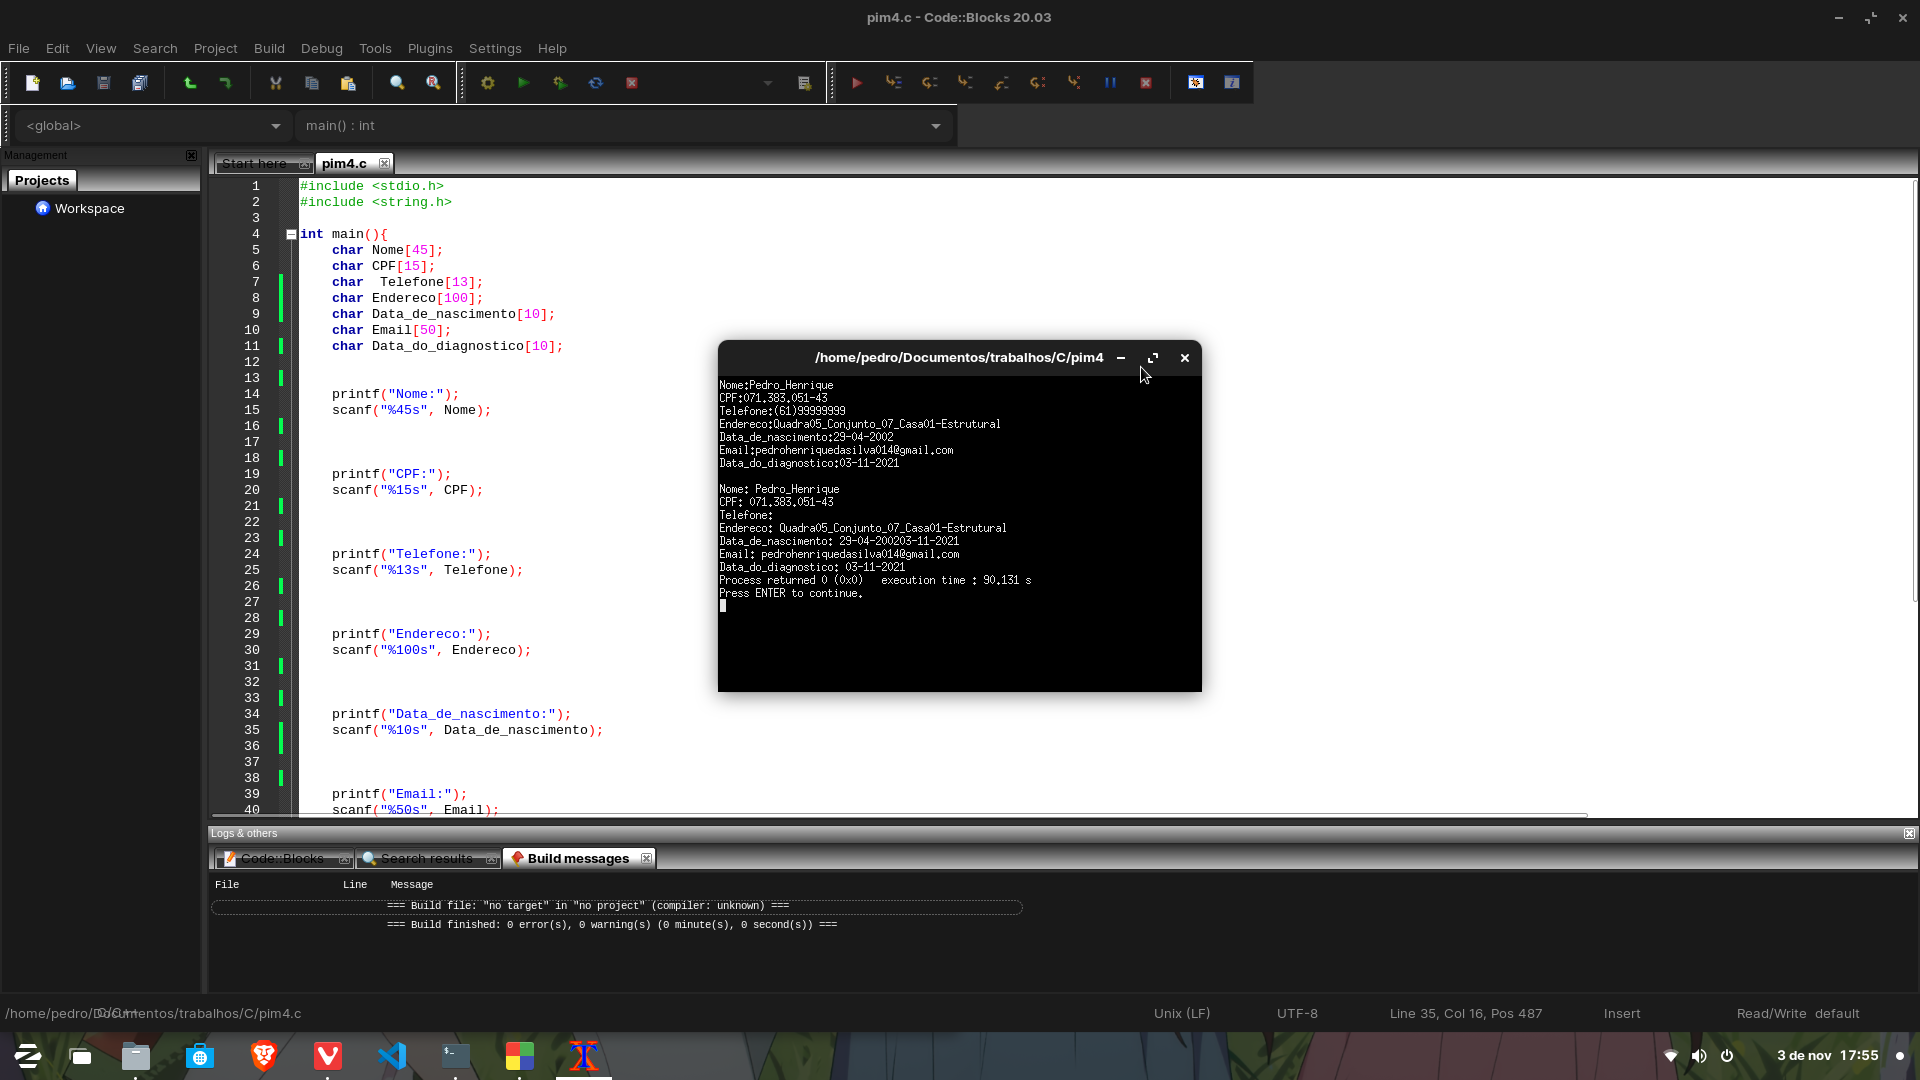 pim4.c - Code::Blocks 20.03
File Edit View Search Project Build Debug Tools Plugins Settings Help
<global> main() : int
Management
Start here pim4.c
Projects
Workspace
1 #include <stdio.h>
2 #include <string.h>
3
4 int main(){
5 char Nome[45];
6 char CPF[15];
7 char  Telefone[13];
8 char Endereco[100];
9 char Data_de_nascimento[10];
10 char Email[50];
11 char Data_do_diagnostico[10];
12
13
14 printf("Nome:");
15 scanf("%45s", Nome);
16
17
18
19 printf("CPF:");
20 scanf("%15s", CPF);
21
22
23
24 printf("Telefone:");
25 scanf("%13s", Telefone);
26
27
28
29 printf("Endereco:");
30 scanf("%100s", Endereco);
31
32
33
34 printf("Data_de_nascimento:");
35 scanf("%10s", Data_de_nascimento);
36
37
38
39 printf("Email:");
40 scanf("%50s", Email);
/home/pedro/Documentos/trabalhos/C/pim4
Nome:Pedro_Henrique
CPF:071.383.051-43
Telefone:(61)99999999
Endereco:Quadra05_Conjunto_07_Casa01-Estrutural
Data_de_nascimento:29-04-2002
Email:pedrohenriquedasilva014@gmail.com
Data_do_diagnostico:03-11-2021
Nome: Pedro_Henrique
CPF: 071.383.051-43
Telefone:
Endereco: Quadra05_Conjunto_07_Casa01-Estrutural
Data_de_nascimento: 29-04-200203-11-2021
Email: pedrohenriquedasilva014@gmail.com
Data_do_diagnostico: 03-11-2021
Process returned 0 (0x0)   execution time : 90.131 s
Press ENTER to continue.
Logs & others
Code::Blocks Search results Build messages
File Line Message
=== Build file: "no target" in "no project" (compiler: unknown) ===
=== Build finished: 0 error(s), 0 warning(s) (0 minute(s), 0 second(s)) ===
/home/pedro/Documentos/trabalhos/C/pim4.c C/C++ Unix (LF) UTF-8 Line 35, Col 16, Pos 487 Insert Read/Write default
3 de nov 17:55